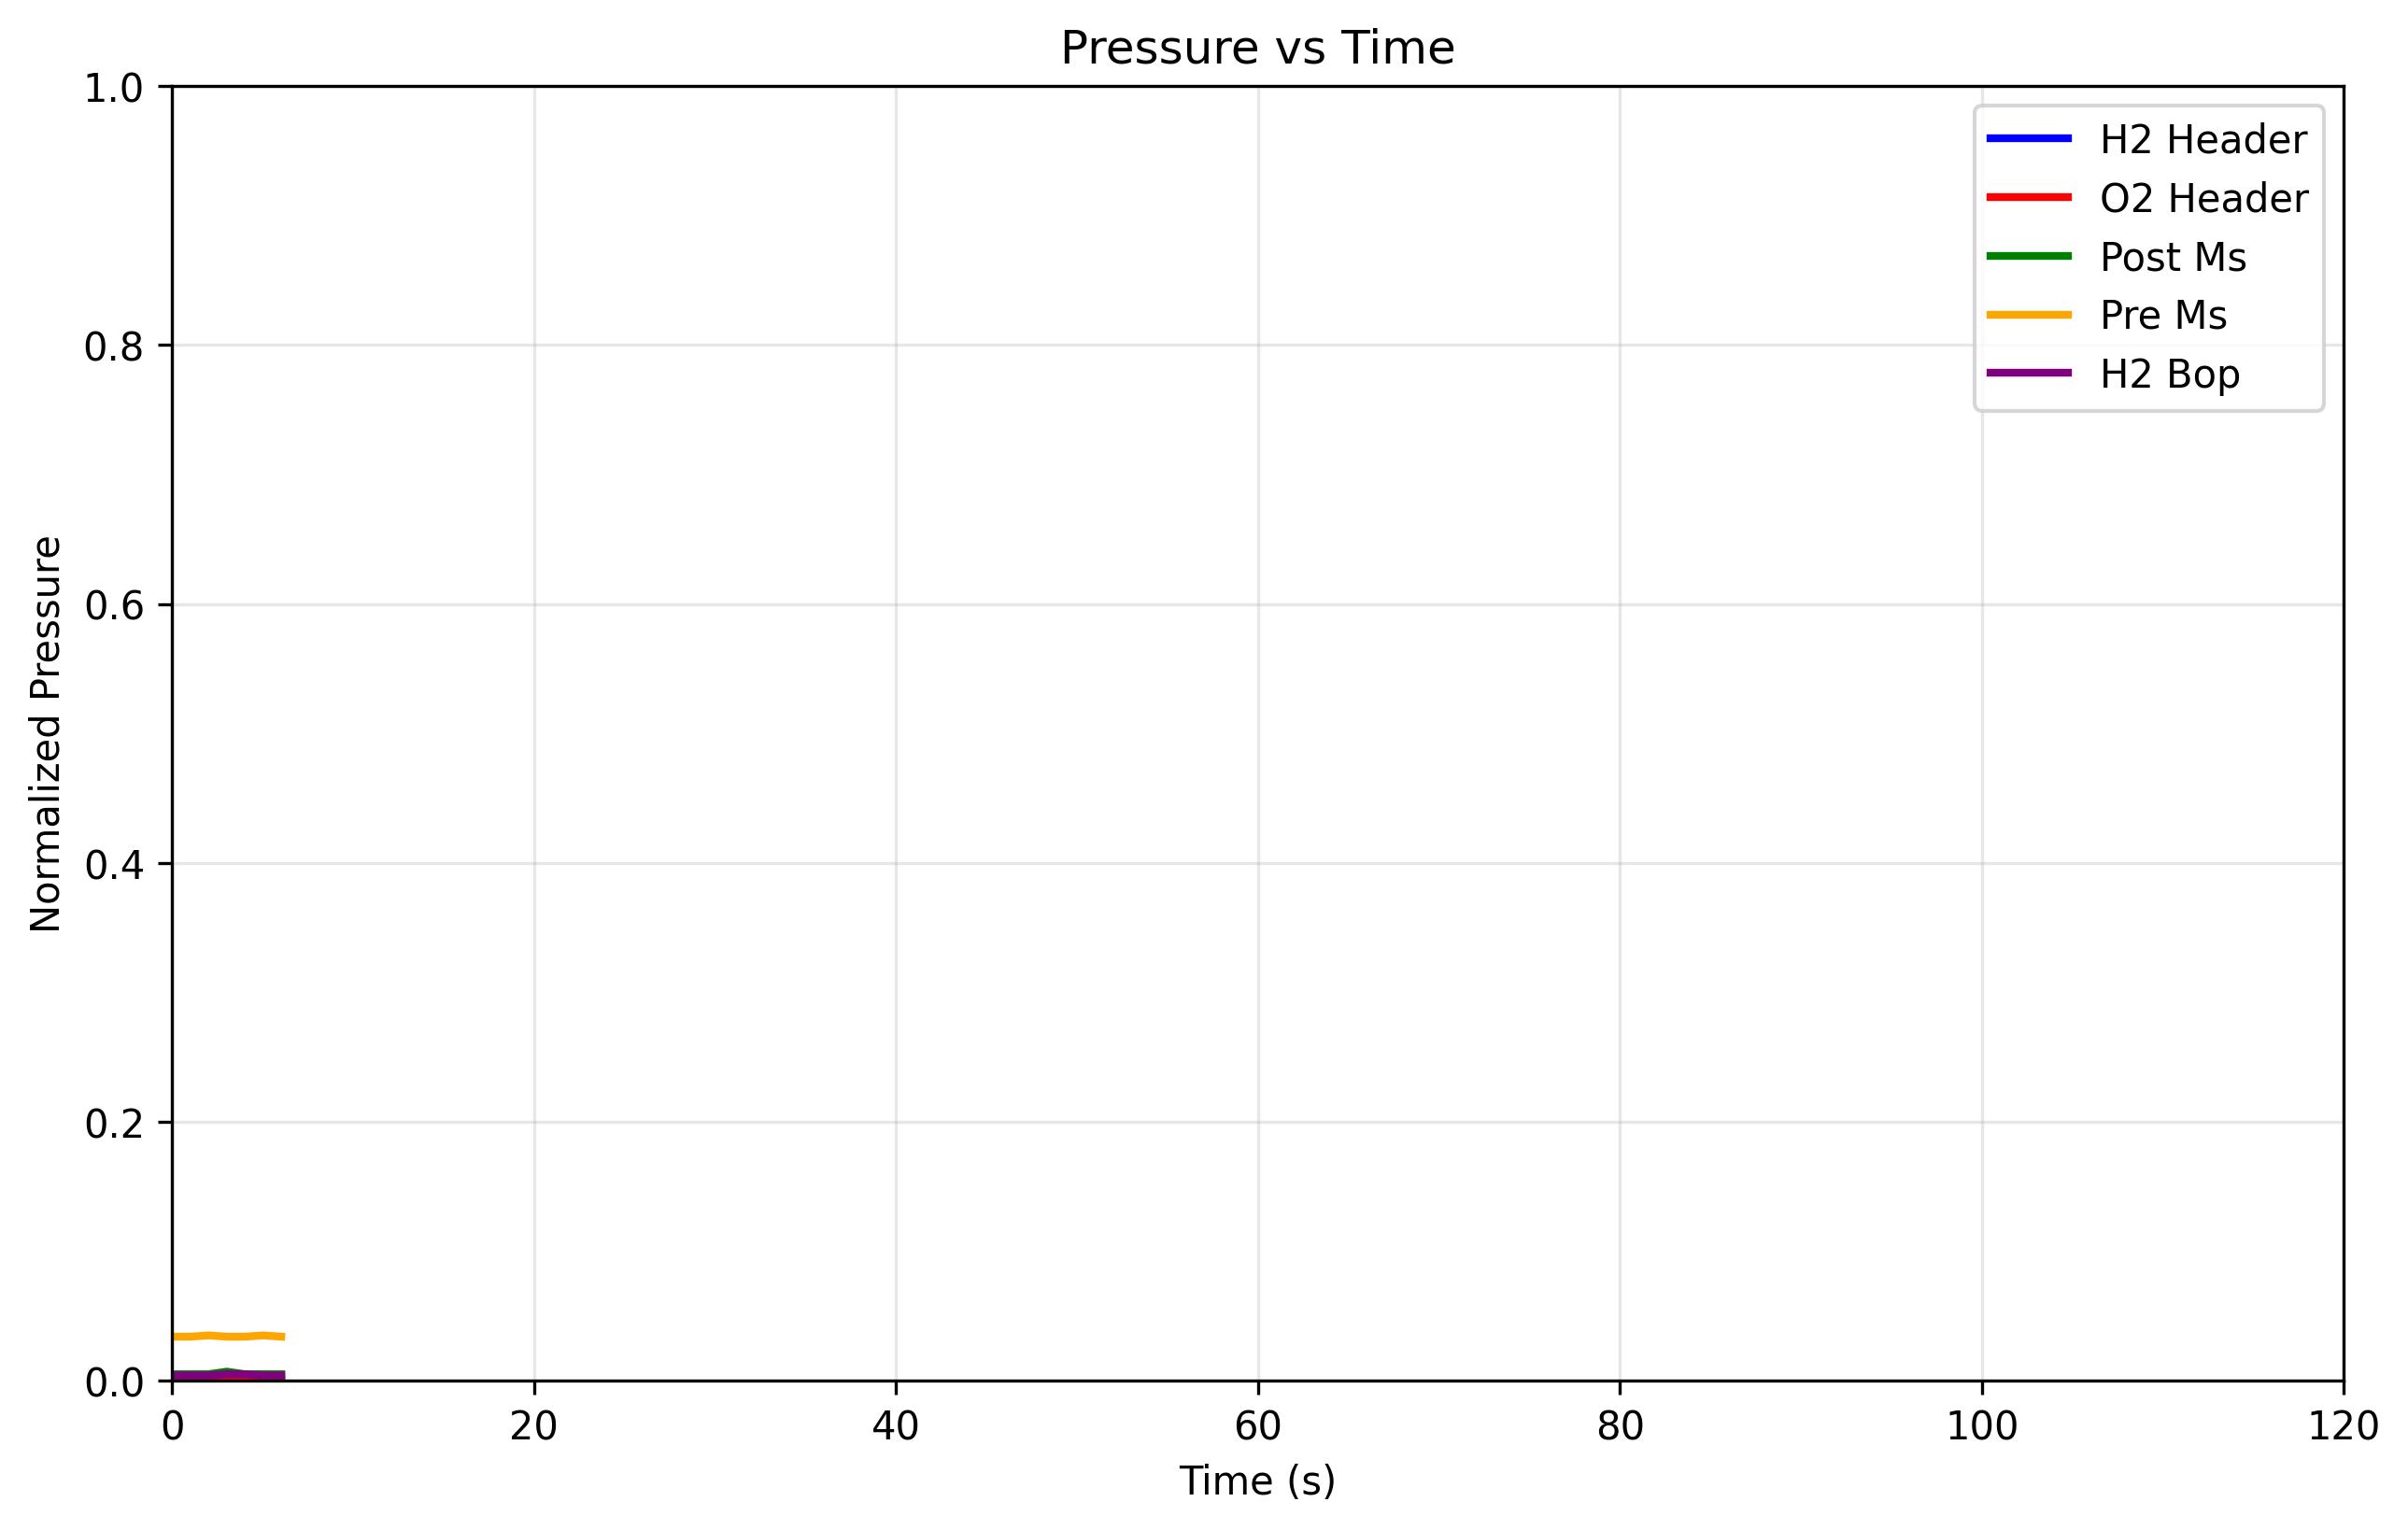 Pressure vs Time
1.0
0.8
0.6
0.4
0.2
0.0
Normalized Pressure
H2 Header
O2 Header
Post Ms
Pre Ms
H2 Bop
0 20 40 60 80 100 120
Time (s)